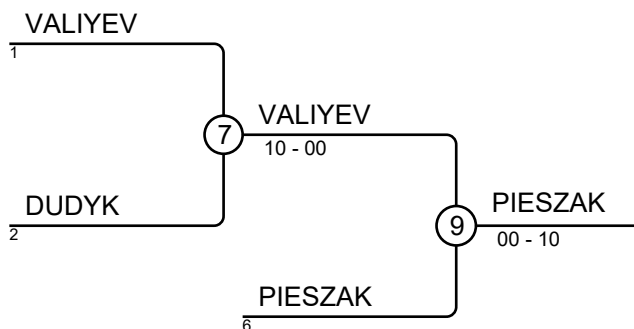 VALIYEV
1
7
VALIYEV
10 - 00
DUDYK
2
9
PIESZAK
00 - 10
PIESZAK
6